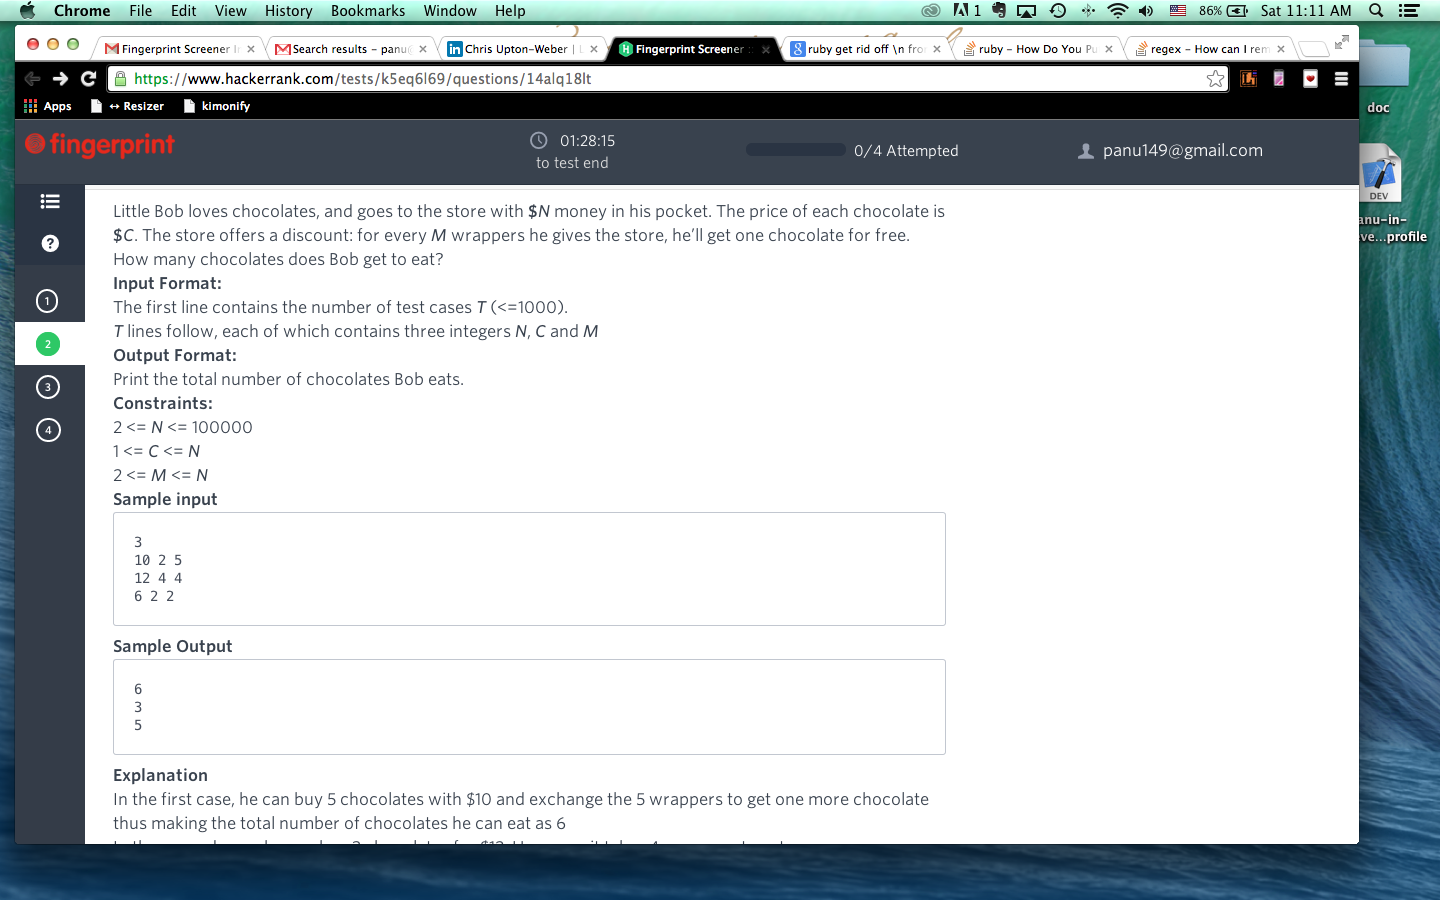 Chrome File Edit View History Bookmarks Window Help 1 86% Sat 11:11 AM
Fingerprint Screener In Search results - panu@ Chris Upton-Weber | L Fingerprint Screener :: ruby get rid off \n fro ruby - How Do You Pu regex - How can I rem
https://www.hackerrank.com/tests/k5eq6l69/questions/14alq18lt
Apps ↔ Resizer kimonify
doc
fingerprint
01:28:15
to test end
0/4 Attempted
panu149@gmail.com
DEV
anu-in-
ve...profile
1
2
3
4
Little Bob loves chocolates, and goes to the store with $N money in his pocket. The price of each chocolate is
$C. The store offers a discount: for every M wrappers he gives the store, he'll get one chocolate for free.
How many chocolates does Bob get to eat?
Input Format:
The first line contains the number of test cases T (<=1000).
T lines follow, each of which contains three integers N, C and M
Output Format:
Print the total number of chocolates Bob eats.
Constraints:
2 <= N <= 100000
1 <= C <= N
2 <= M <= N
Sample input
3
10 2 5
12 4 4
6 2 2
Sample Output
6
3
5
Explanation
In the first case, he can buy 5 chocolates with $10 and exchange the 5 wrappers to get one more chocolate
thus making the total number of chocolates he can eat as 6